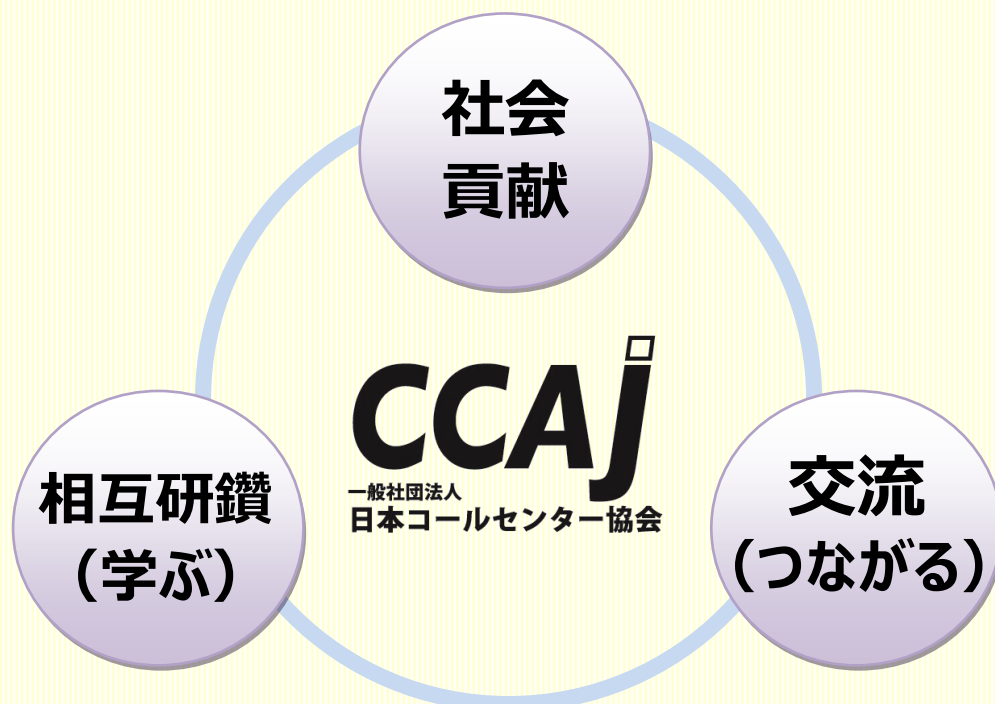 社会
貢献
CCAJ
一般社団法人
日本コールセンター協会
相互研鑽
（学ぶ）
交流
（つながる）